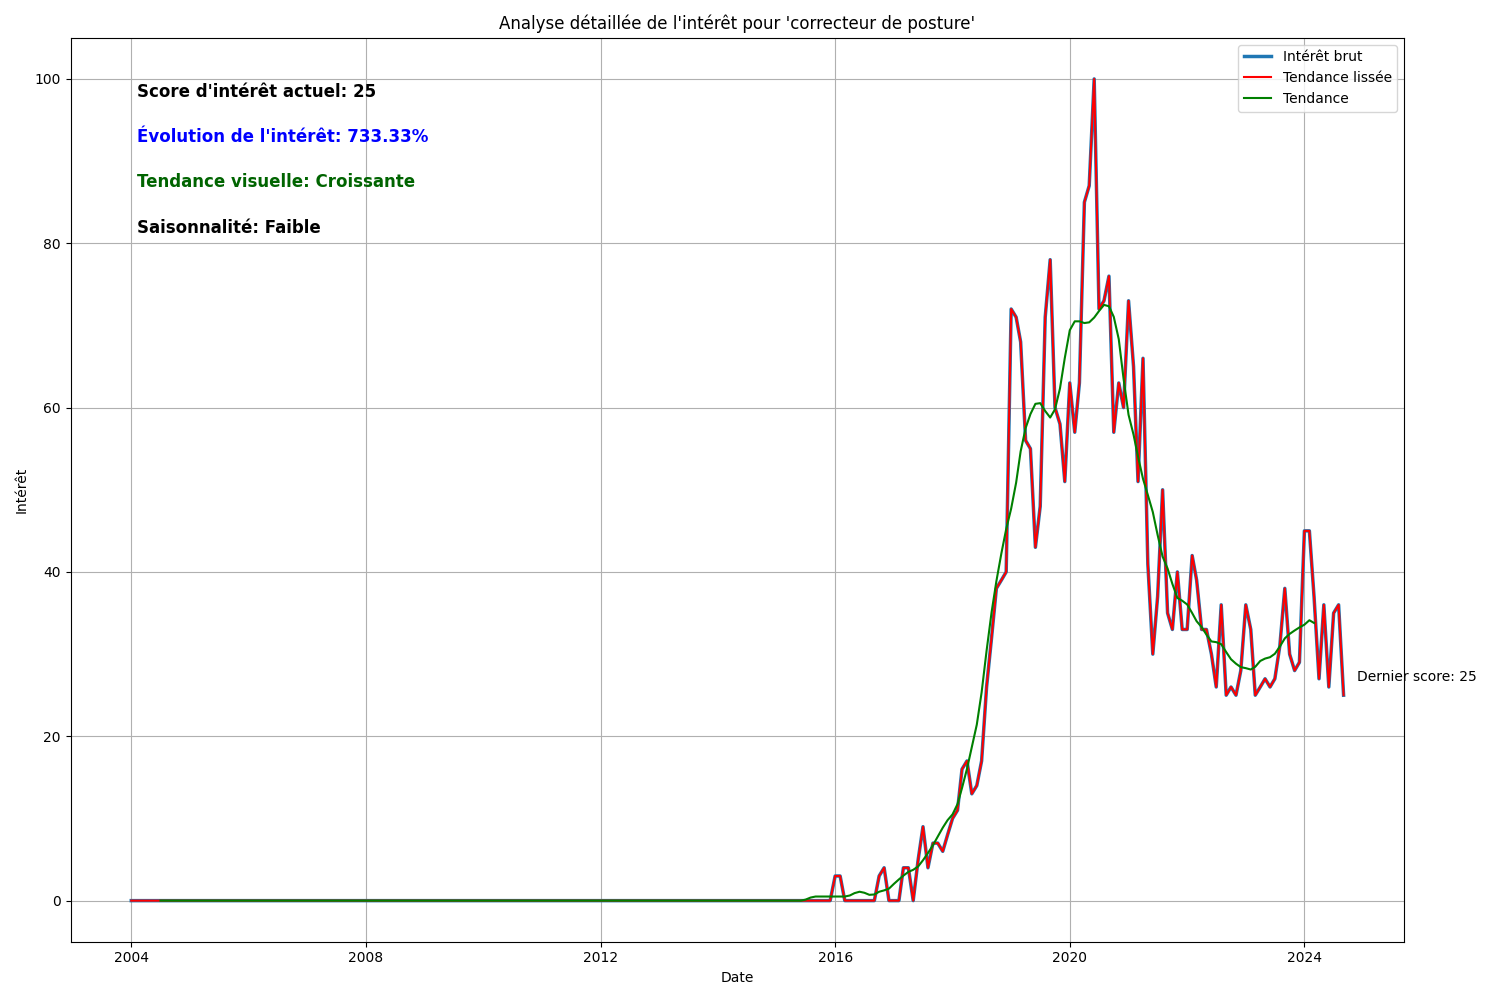 Analyse détaillée de l'intérêt pour 'correcteur de posture'
Intérêt brut
Tendance lissée
Tendance
Score d'intérêt actuel: 25
Évolution de l'intérêt: 733.33%
Tendance visuelle: Croissante
Saisonnalité: Faible
Dernier score: 25
Intérêt
100
80
60
40
20
0
2004 2008 2012 2016 2020 2024
Date